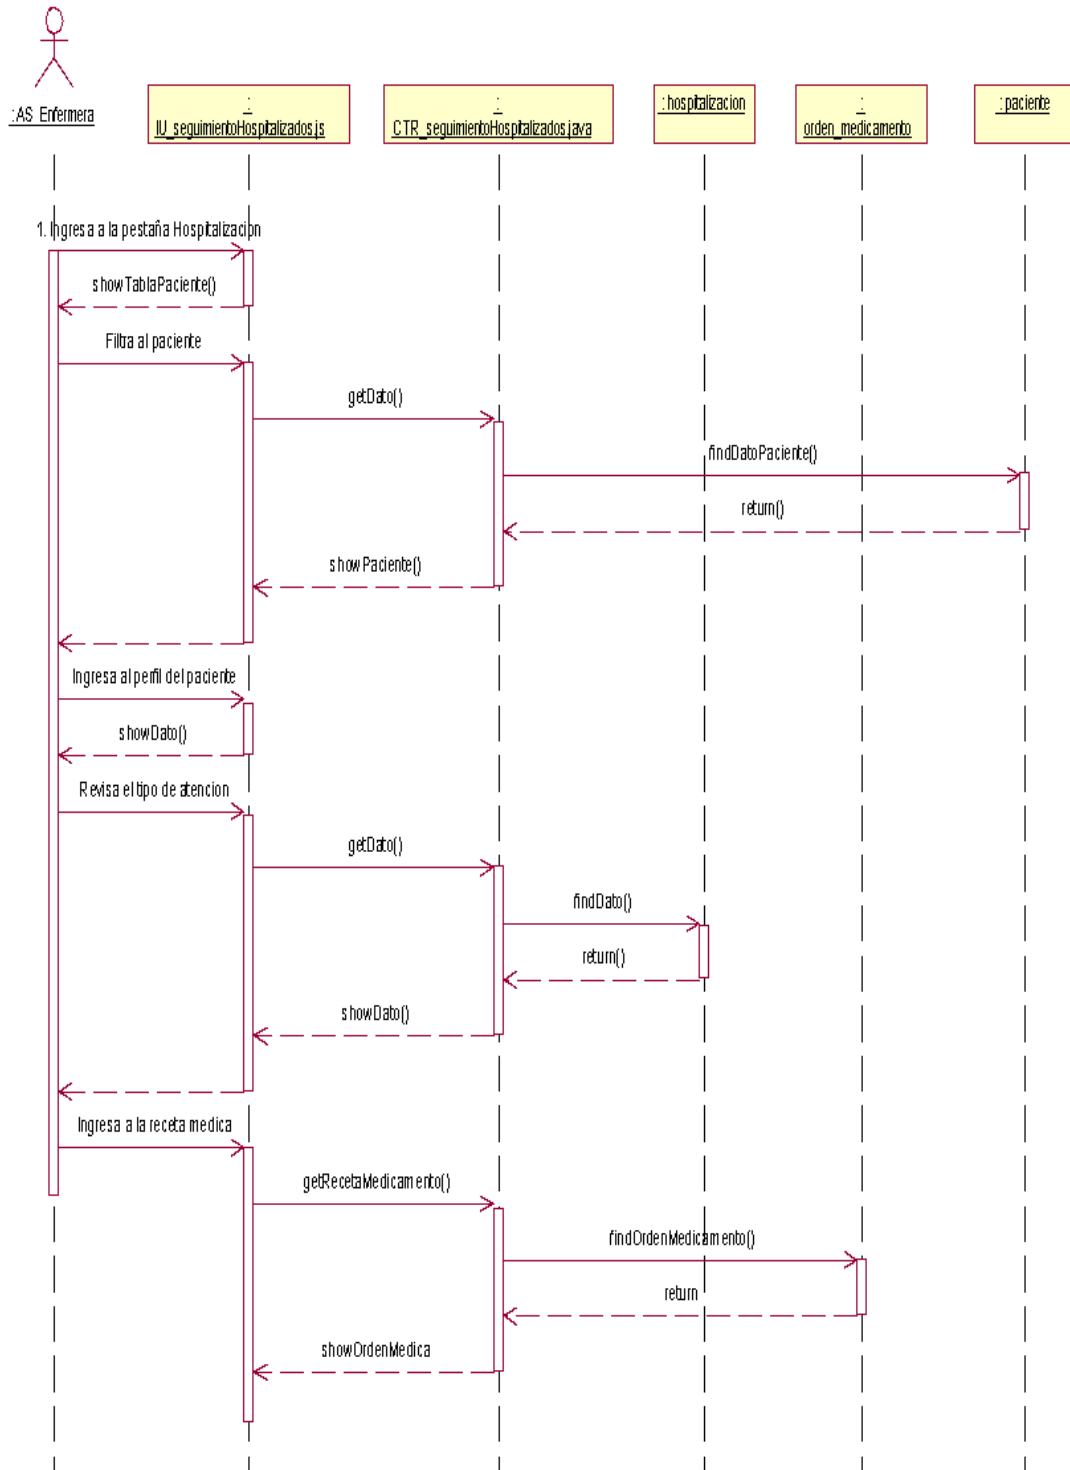 : AS_Enfermera
:
IU_seguimientoHospitalizados.js
:
CTR_seguimientoHospitalizados.java
: hospitalizacion
:
orden_medicamento
: paciente
1. Ingresa a la pestaña Hospitalizacion
showTablaPaciente()
Filtra al paciente
getDato()
findDatoPaciente()
return()
showPaciente()
Ingresa al perfil del paciente
showDato()
Revisa el tipo de atencion
getDato()
findDato()
return()
showDato()
Ingresa a la receta medica
getRecetaMedicamento()
findOrdenMedicamento()
return
showOrdenMedica